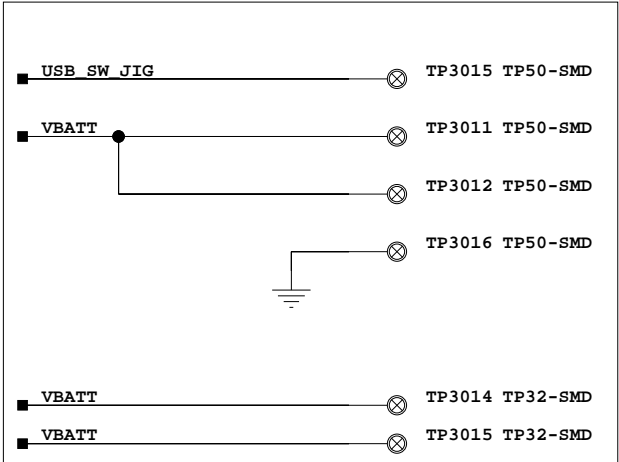 USB_SW_JIG TP3015 TP50-SMD
VBATT TP3011 TP50-SMD
TP3012 TP50-SMD
TP3016 TP50-SMD
VBATT TP3014 TP32-SMD
VBATT TP3015 TP32-SMD